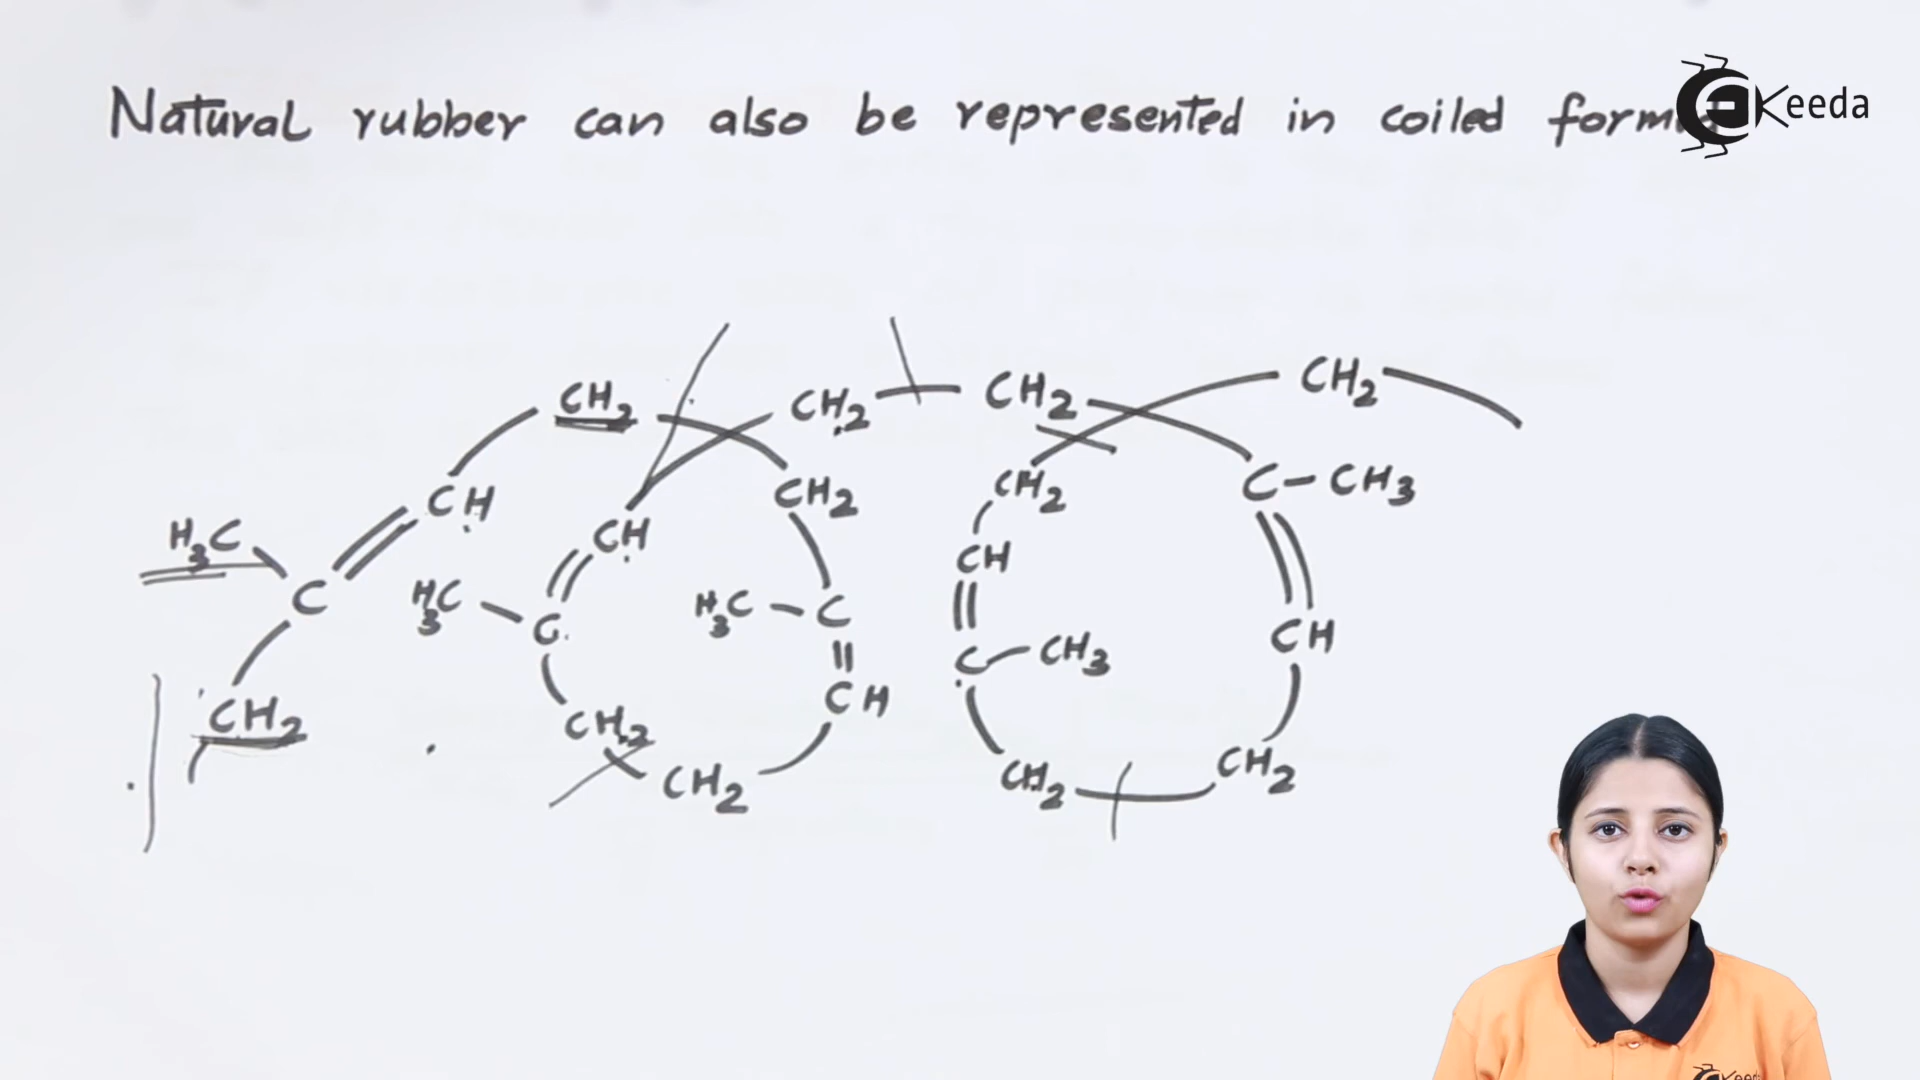 Natural rubber can also be represented in coiled form
Keeda
CH2 CH2 CH2 CH2
CH CH2 CH2 C-CH3
H3C CH CH
C H3C C H3C C CH
CH C CH3
CH2 CH2 CH2 CH2
CH2
Keeda